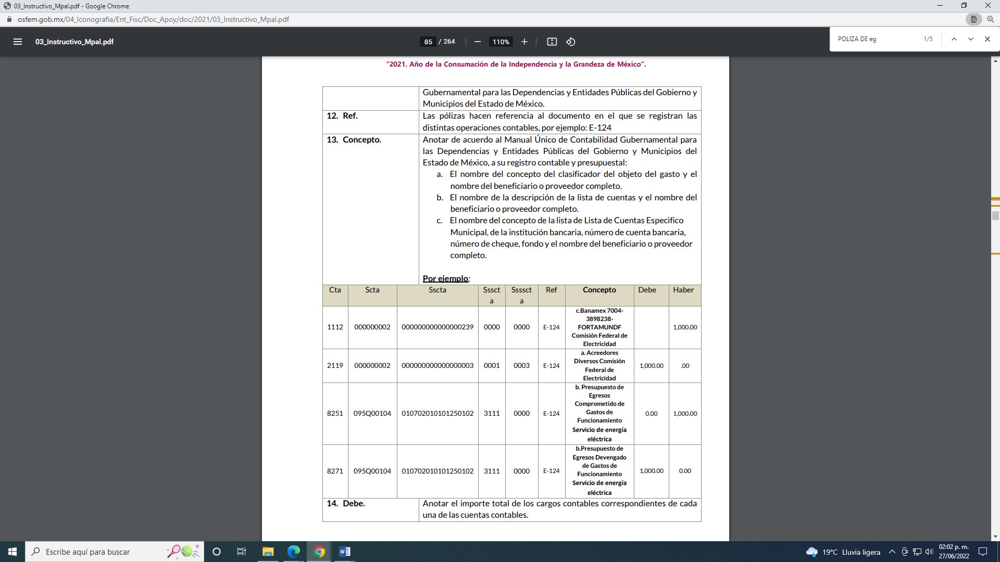 03_Instructivo_Mpal.pdf - Google Chrome
osfem.gob.mx/04_Iconografia/Ent_Fisc/Doc_Apoy/doc/2021/03_Instructivo_Mpal.pdf
03_Instructivo_Mpal.pdf
85 / 264
110%
POLIZA DE eg
1/5
“2021. Año de la Consumación de la Independencia y la Grandeza de México”.
Gubernamental para las Dependencias y Entidades Públicas del Gobierno y
Municipios del Estado de México.
12. Ref.
Las pólizas hacen referencia al documento en el que se registran las
distintas operaciones contables, por ejemplo: E-124
13. Concepto.
Anotar de acuerdo al Manual Único de Contabilidad Gubernamental para
las Dependencias y Entidades Públicas del Gobierno y Municipios del
Estado de México, a su registro contable y presupuestal:
a. El nombre del concepto del clasificador del objeto del gasto y el
nombre del beneficiario o proveedor completo.
b. El nombre de la descripción de la lista de cuentas y el nombre del
beneficiario o proveedor completo.
c. El nombre del concepto de la lista de Lista de Cuentas Especifico
Municipal, de la institución bancaria, número de cuenta bancaria,
número de cheque, fondo y el nombre del beneficiario o proveedor
completo.
Por ejemplo:
Cta Scta Sscta Sssct a Ssssct a Ref Concepto Debe Haber
1112 000000002 000000000000000239 0000 0000 E-124
c.Banamex 7004-
3898238-
FORTAMUNDF
Comisión Federal de
Electricidad
1,000.00
2119 000000002 000000000000000003 0001 0003 E-124
a. Acreedores
Diversos Comisión
Federal de
Electricidad
1,000.00 .00
8251 095Q00104 010702010101250102 3111 0000 E-124
b. Presupuesto de
Egresos
Comprometido de
Gastos de
Funcionamiento
Servicio de energía
eléctrica
0.00 1,000.00
8271 095Q00104 010702010101250102 3111 0000 E-124
b.Presupuesto de
Egresos Devengado
de Gastos de
Funcionamiento
Servicio de energía
eléctrica
1,000.00 0.00
14. Debe.
Anotar el importe total de los cargos contables correspondientes de cada
una de las cuentas contables.
Escribe aquí para buscar
19°C Lluvia ligera
02:02 p. m.
27/06/2022